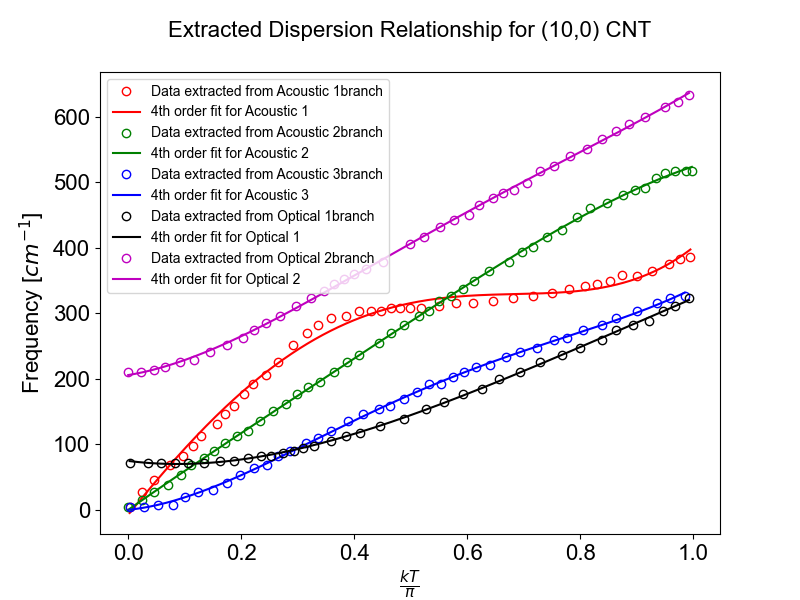 Extracted Dispersion Relationship for (10,0) CNT
Data extracted from Acoustic 1branch
4th order fit for Acoustic 1
Data extracted from Acoustic 2branch
4th order fit for Acoustic 2
Data extracted from Acoustic 3branch
4th order fit for Acoustic 3
Data extracted from Optical 1branch
4th order fit for Optical 1
Data extracted from Optical 2branch
4th order fit for Optical 2
Frequency [cm⁻¹]
600
500
400
300
200
100
0
0.0 0.2 0.4 0.6 0.8 1.0
kT
π